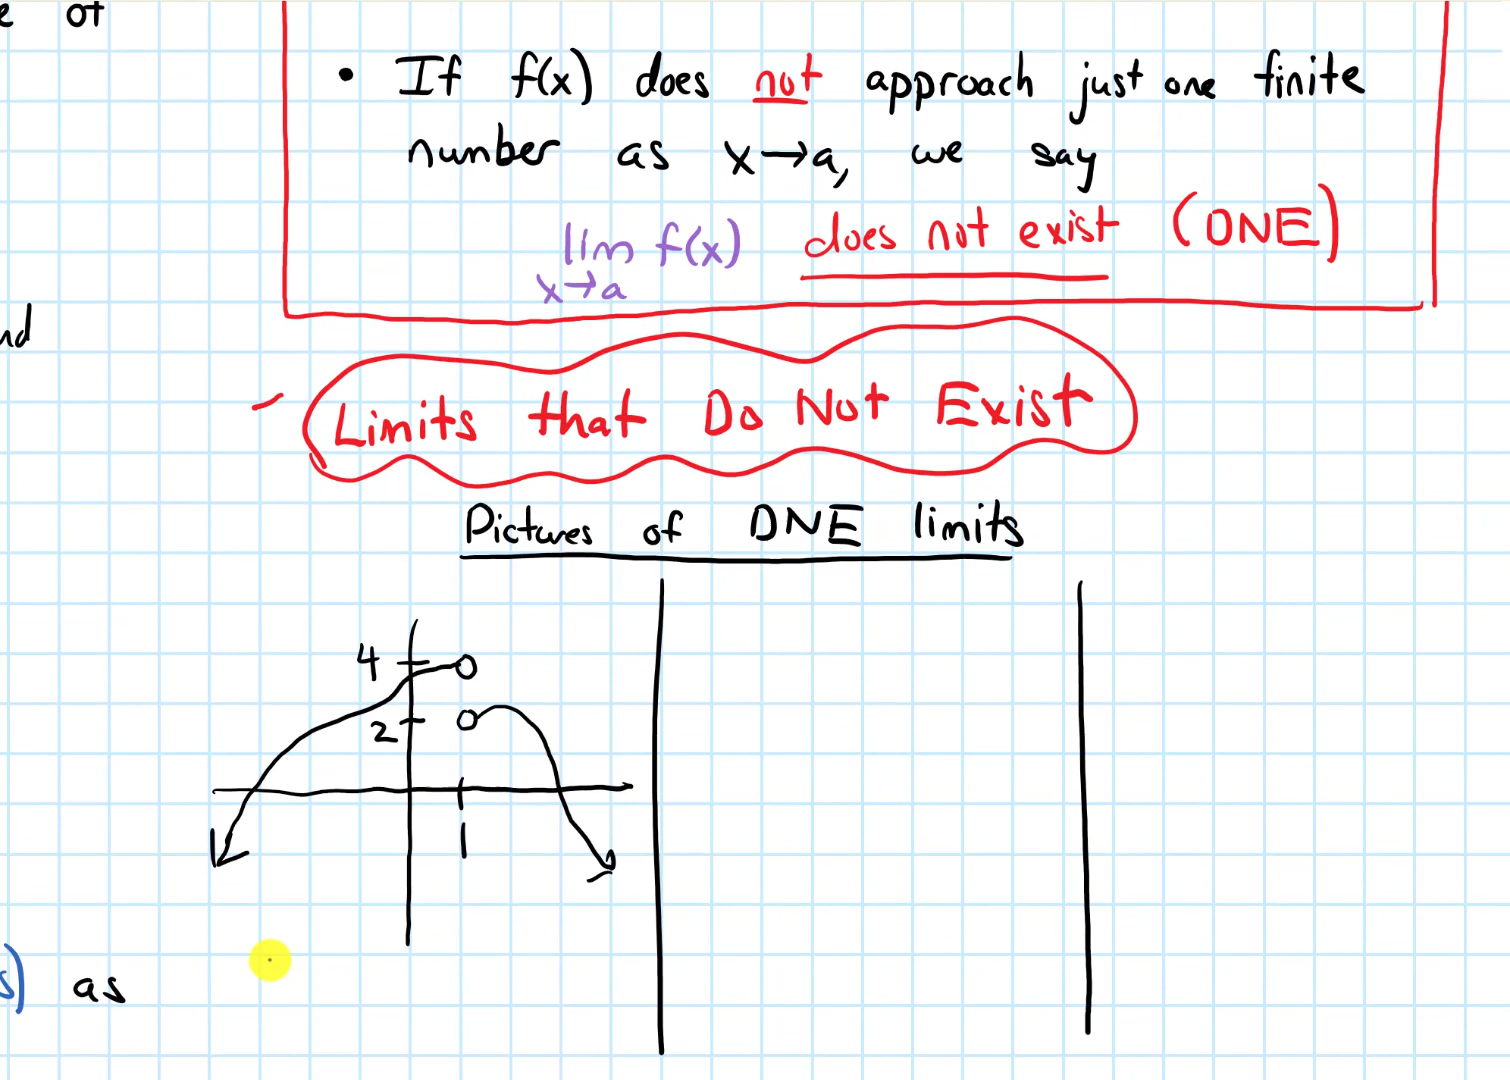 of
• If f(x) does not approach just one finite
number as x→a, we say
lim f(x) does not exist (DNE)
x→a
Limits that Do Not Exist
Pictures of DNE limits
4
2
1
as